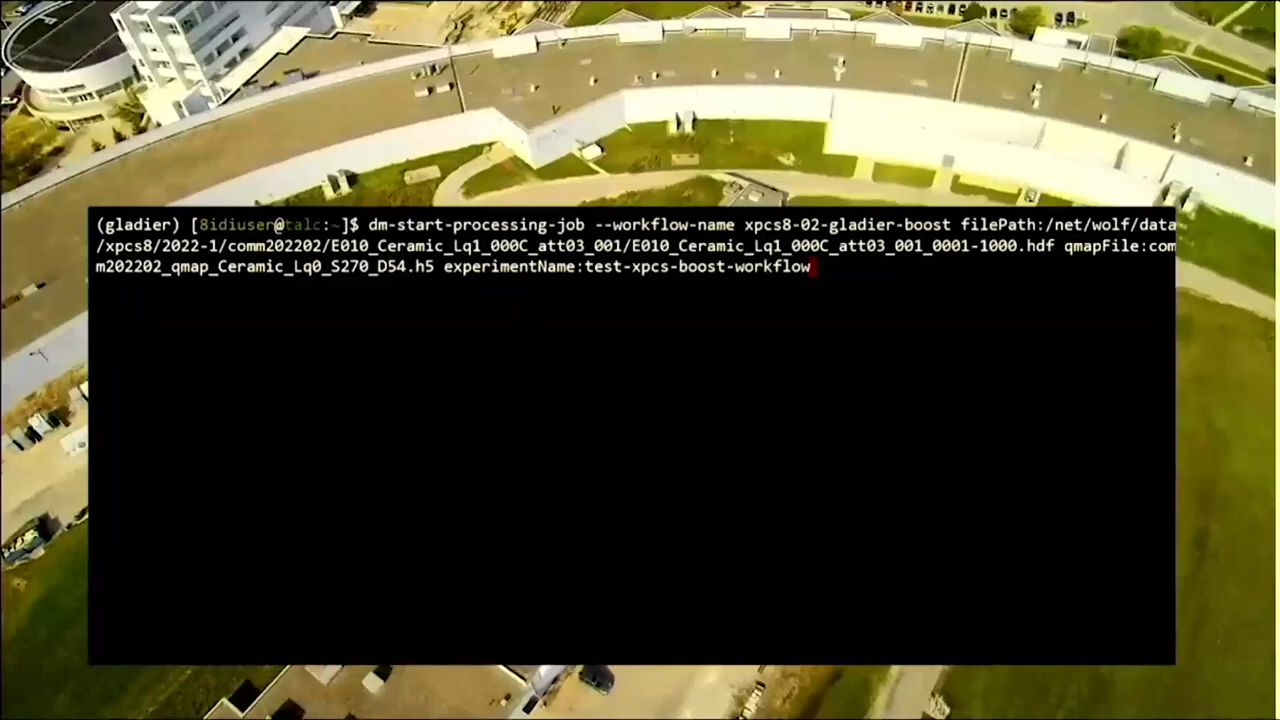 (gladier) [8idiuser@talc:~]$ dm-start-processing-job --workflow-name xpcs8-02-gladier-boost filePath:/net/wolf/data
/xpcs8/2022-1/comm202202/E010_Ceramic_Lq1_000C_att03_001/E010_Ceramic_Lq1_000C_att03_001_0001-1000.hdf qmapFile:com
m202202_qmap_Ceramic_Lq0_S270_D54.h5 experimentName:test-xpcs-boost-workflow